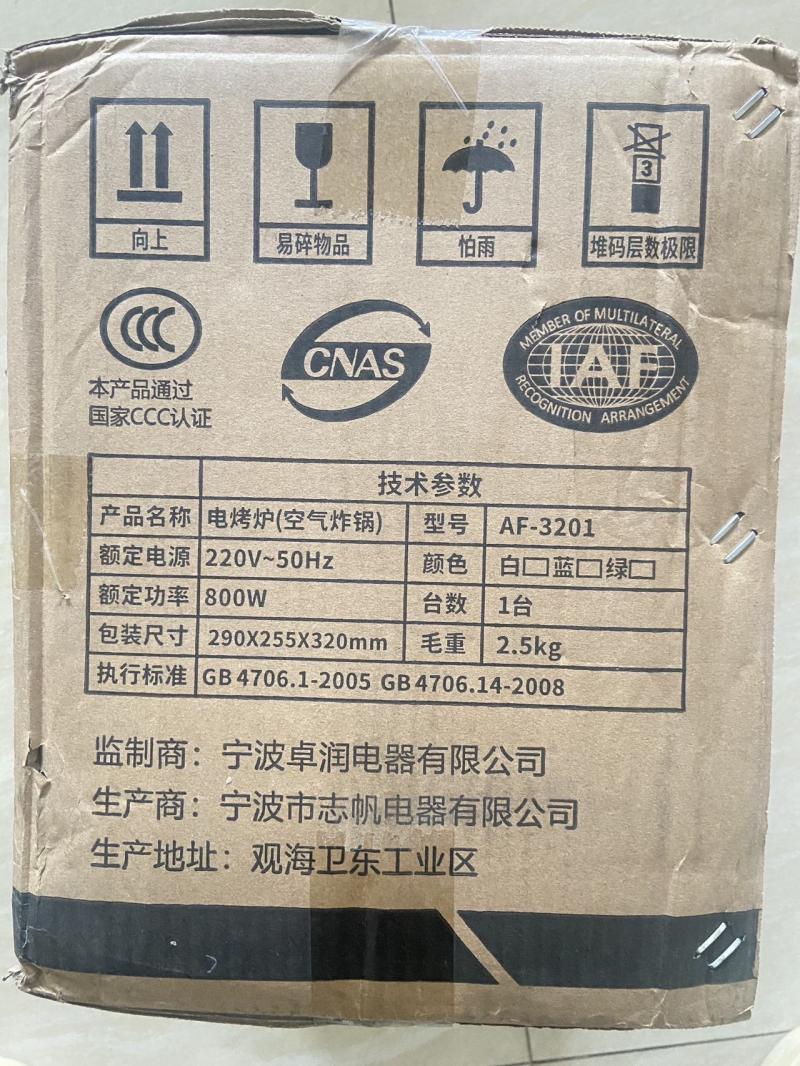 3
向上 易碎物品 怕雨 堆码层数极限
CCC CNAS MEMBER OF MULTILATERAL
IAF
RECOGNITION ARRANGEMENT
本产品通过
国家CCC认证
技术参数
产品名称 电烤炉(空气炸锅) 型号 AF-3201
额定电源 220V~50Hz 颜色 白□蓝□绿□
额定功率 800W 台数 1台
包装尺寸 290X255X320mm 毛重 2.5kg
执行标准 GB4706.1-2005 GB4706.14-2008
监制商：宁波卓润电器有限公司
生产商：宁波市志帆电器有限公司
生产地址：观海卫东工业区